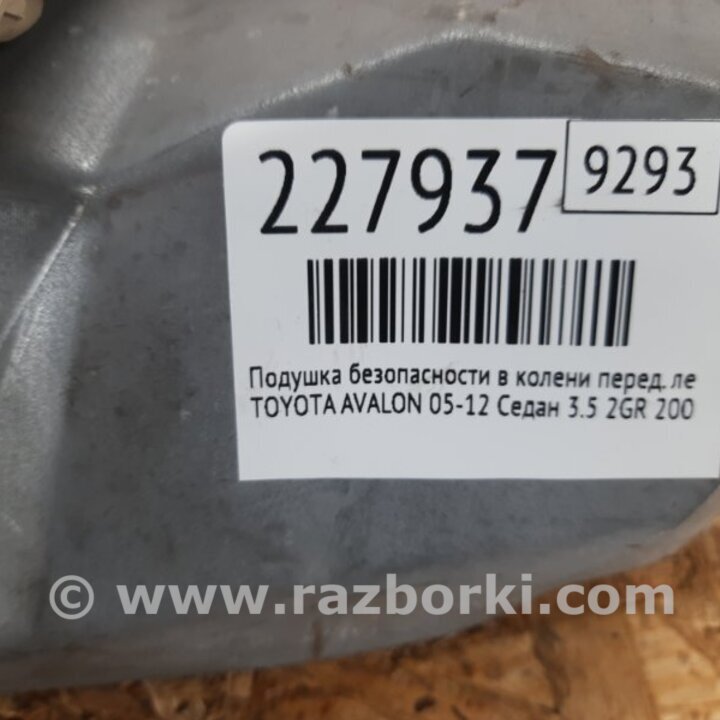 227937
9293
Подушка безопасности в колени перед. ле
TOYOTA AVALON 05-12 Седан 3.5 2GR 200
© www.razborki.com